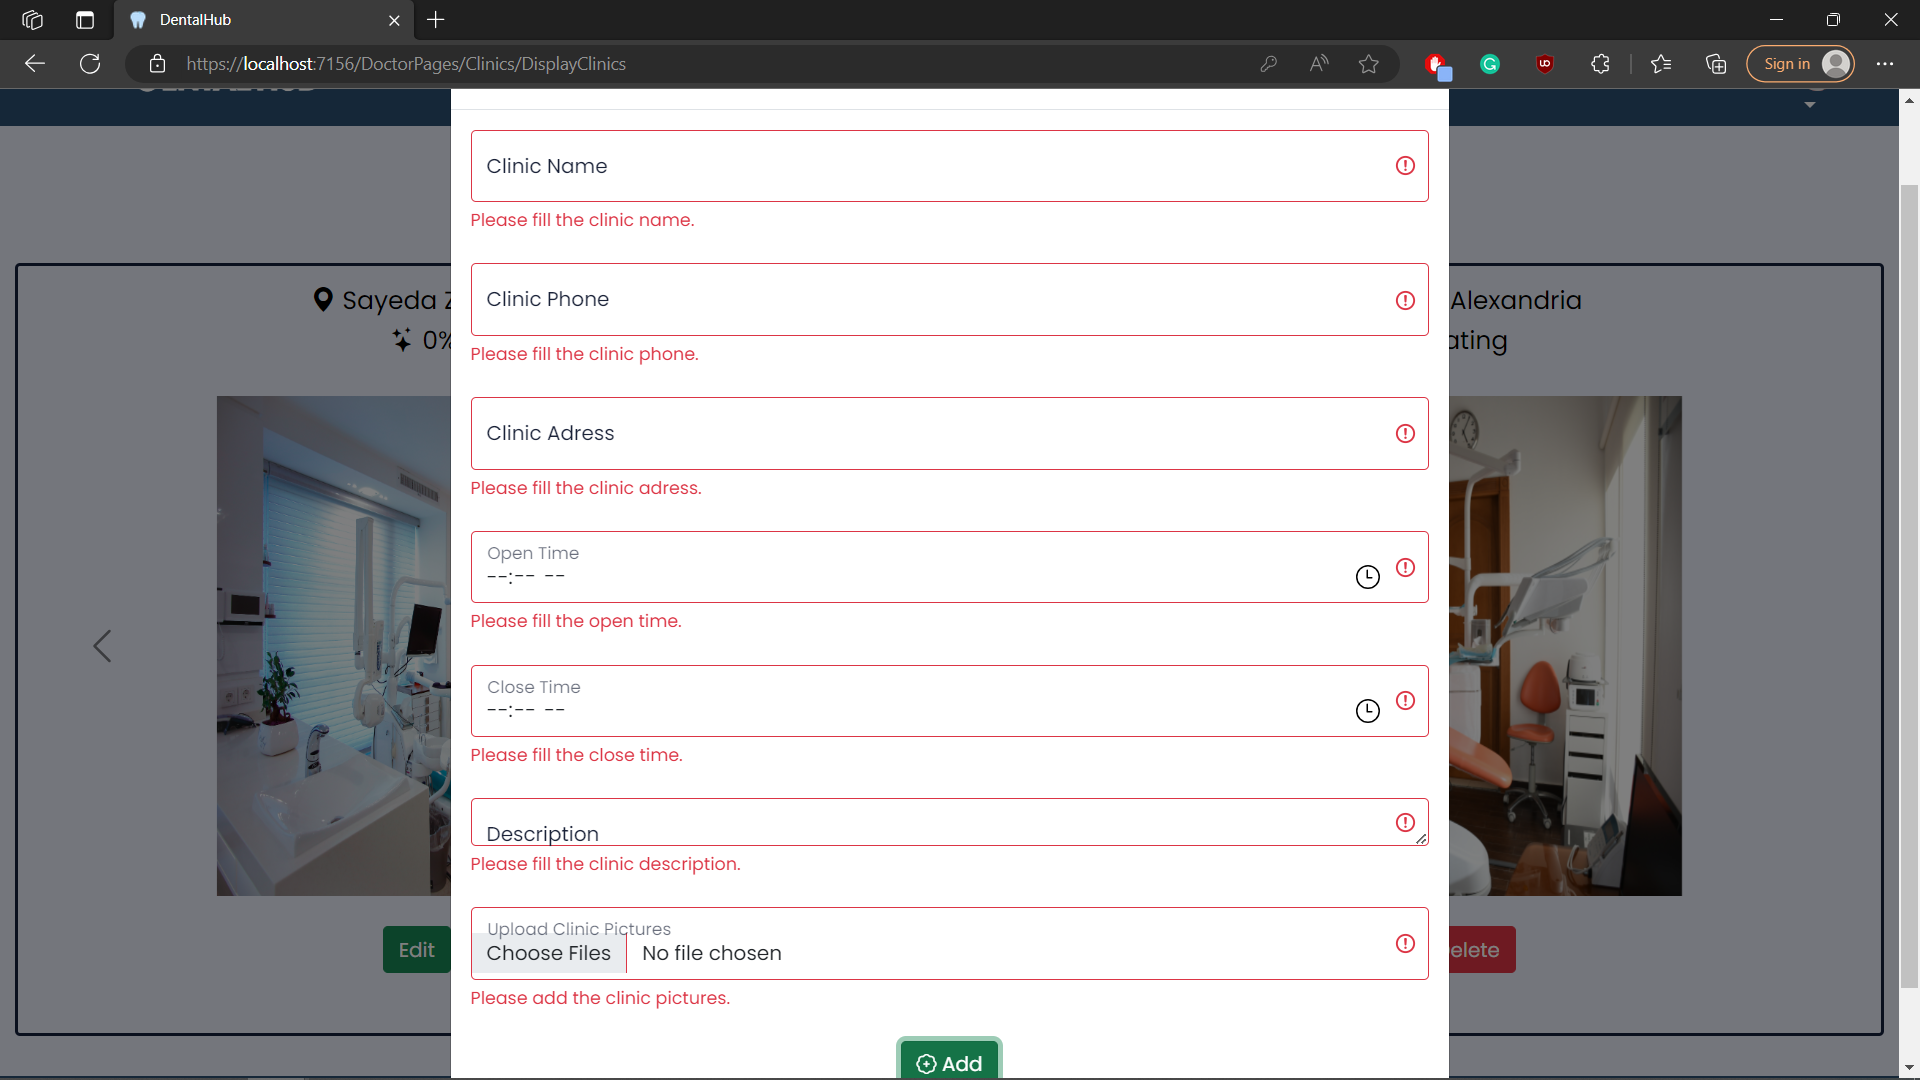 DentalHub
https://localhost:7156/DoctorPages/Clinics/DisplayClinics
Sign in
Clinic Name
Please fill the clinic name.
Clinic Phone
Please fill the clinic phone.
Sayeda
0%
Alexandria
ating
Clinic Adress
Please fill the clinic adress.
Open Time
--:-- --
Please fill the open time.
Close Time
--:-- --
Please fill the close time.
Description
Please fill the clinic description.
Upload Clinic Pictures
Choose Files No file chosen
Please add the clinic pictures.
Edit
elete
Add